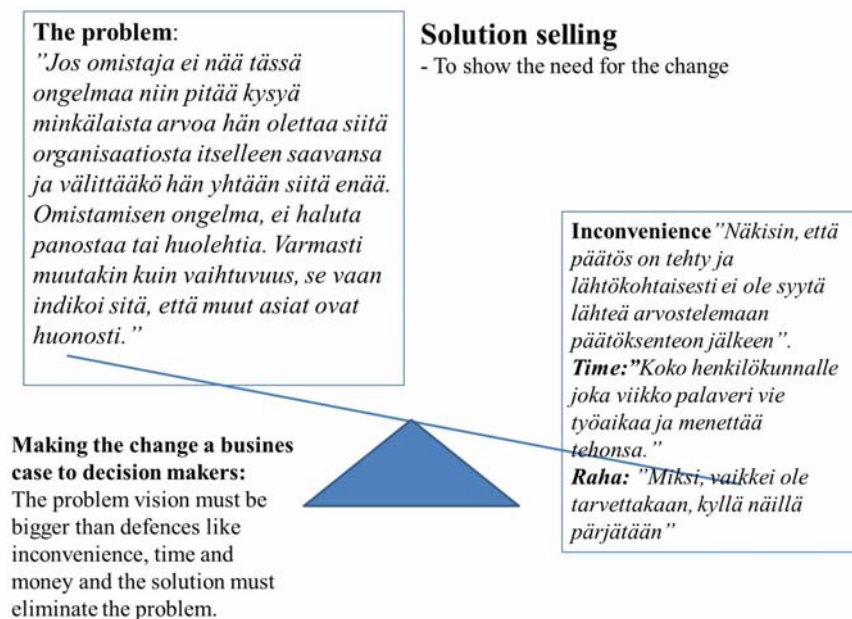 The problem:
”Jos omistaja ei nää tässä
ongelmaa niin pitää kysyä
minkälaista arvoa hän olettaa siitä
organisaatiosta itselleen saavansa
ja välittääkö hän yhtään siitä enää.
Omistamisen ongelma, ei haluta
panostaa tai huolehtia. Varmasti
muutakin kuin vaihtuvuus, se vaan
indikoi sitä, että muut asiat ovat
huonosti.”
Solution selling
- To show the need for the change
Inconvenience ”Näkisin, että
päätös on tehty ja
lähtökohtaisesti ei ole syytä
lähteä arvostelemaan
päätöksenteon jälkeen”.
Time:”Koko henkilökunnalle
joka viikko palaveri vie
työaikaa ja menettää
tehonsa.”
Raha: ”Miksi, vaikkei ole
tarvettakaan, kyllä näillä
pärjätään”
Making the change a busines
case to decision makers:
The problem vision must be
bigger than defences like
inconvenience, time and
money and the solution must
eliminate the problem.